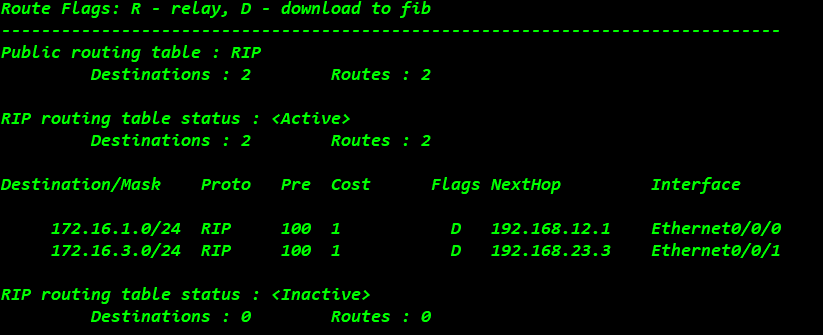 Route Flags: R - relay, D - download to fib
------------------------------------------------------------------------------
Public routing table : RIP
         Destinations : 2        Routes : 2
RIP routing table status : <Active>
         Destinations : 2        Routes : 2
Destination/Mask    Proto   Pre  Cost      Flags NextHop         Interface
     172.16.1.0/24  RIP     100  1           D   192.168.12.1    Ethernet0/0/0
     172.16.3.0/24  RIP     100  1           D   192.168.23.3    Ethernet0/0/1
RIP routing table status : <Inactive>
         Destinations : 0        Routes : 0